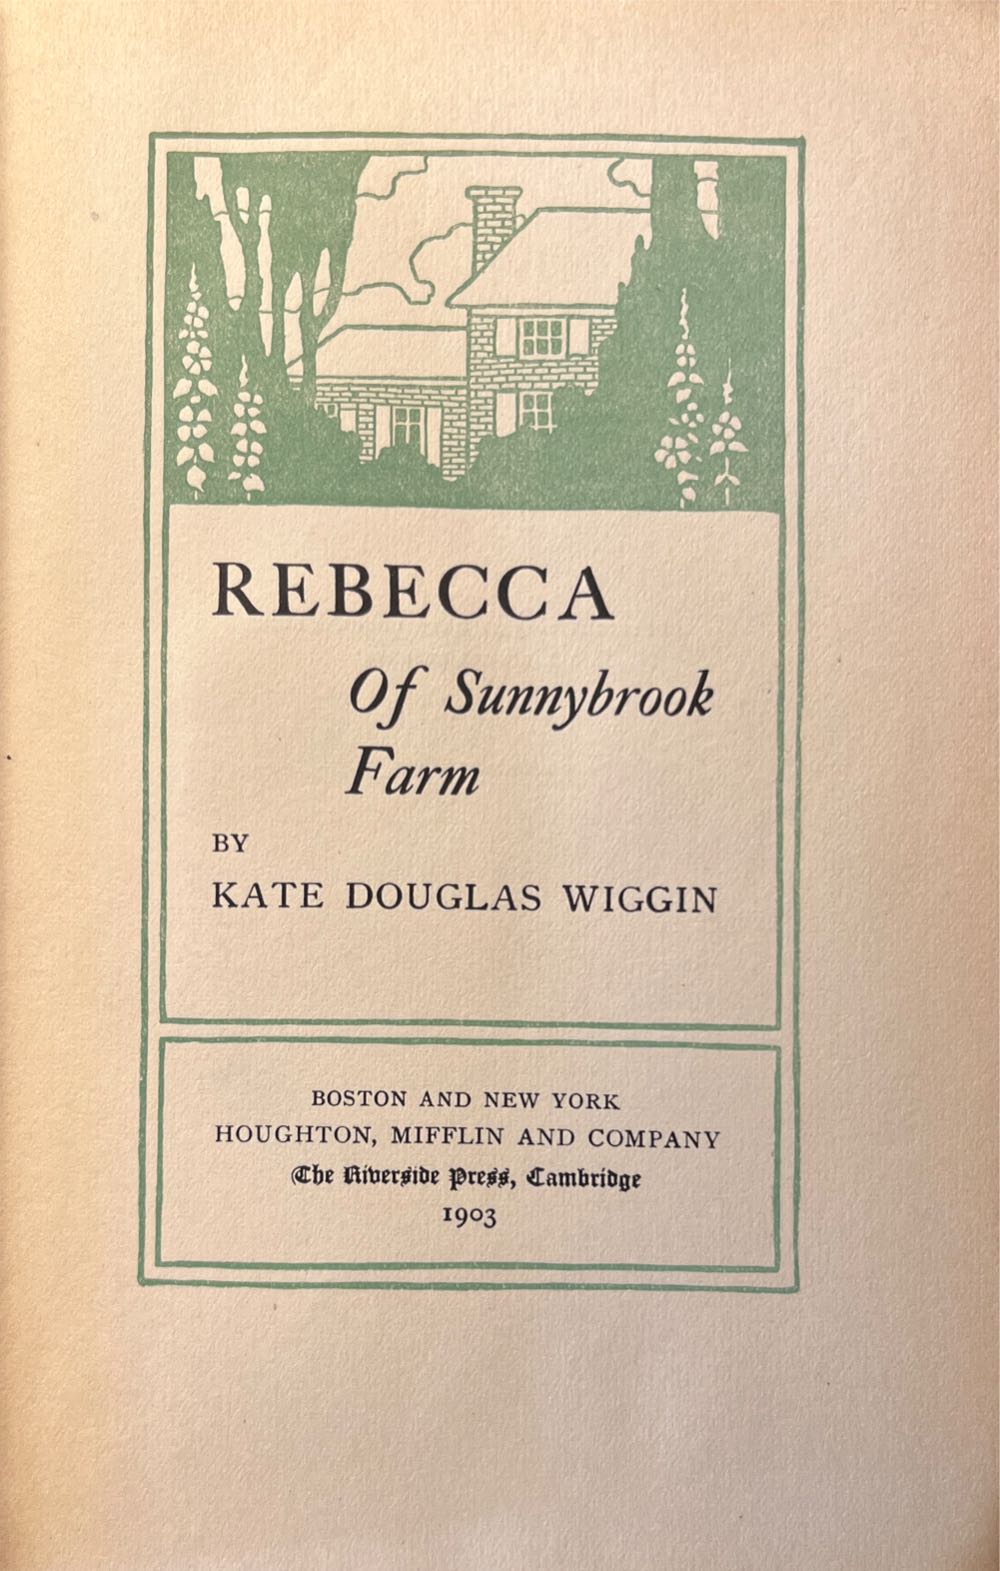 REBECCA
Of Sunnybrook
Farm
BY
KATE DOUGLAS WIGGIN
BOSTON AND NEW YORK
HOUGHTON, MIFFLIN AND COMPANY
The Riverside Press, Cambridge
1903